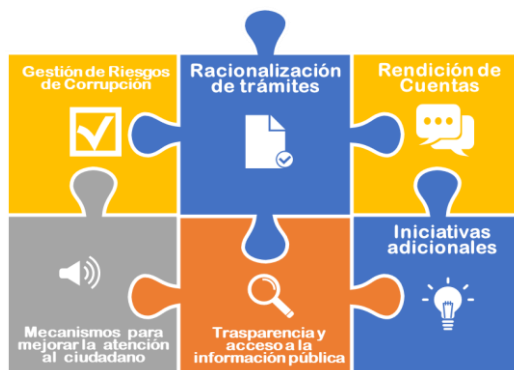 Gestión de Riesgos
de Corrupción
Racionalización
de trámites
Rendición de
Cuentas
Mecanismos para
mejorar la atención
al ciudadano
Trasparencia y
acceso a la
información pública
Iniciativas
adicionales